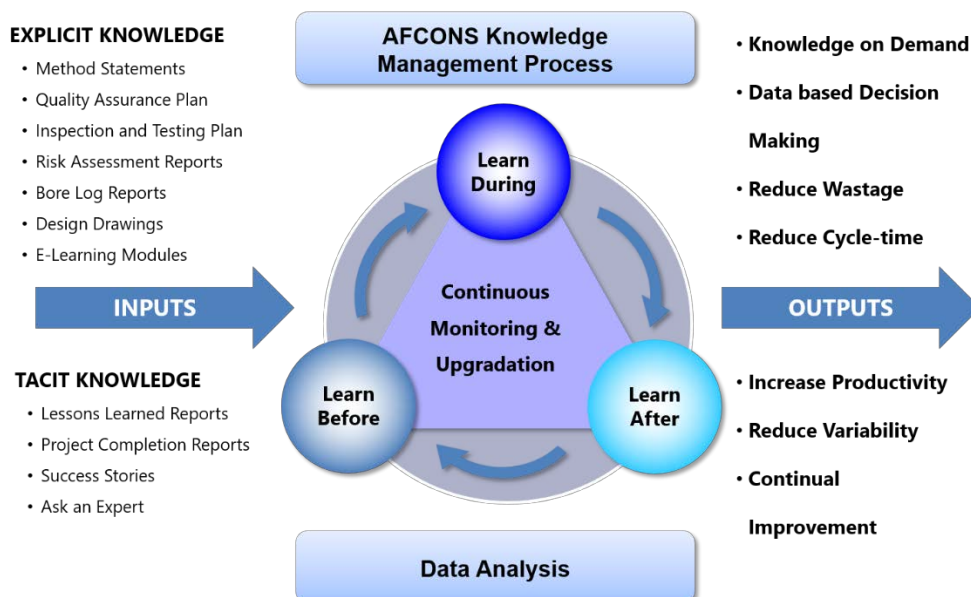 AFCONS Knowledge
Management Process
EXPLICIT KNOWLEDGE
• Method Statements
• Quality Assurance Plan
• Inspection and Testing Plan
• Risk Assessment Reports
• Bore Log Reports
• Design Drawings
• E-Learning Modules
INPUTS
TACIT KNOWLEDGE
• Lessons Learned Reports
• Project Completion Reports
• Success Stories
• Ask an Expert
Learn
During
Continuous
Monitoring &
Upgradation
Learn
Before
Learn
After
Data Analysis
• Knowledge on Demand
• Data based Decision
Making
• Reduce Wastage
• Reduce Cycle-time
OUTPUTS
• Increase Productivity
• Reduce Variability
• Continual
Improvement